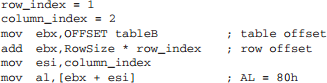 row_index = 1
column_index = 2
mov ebx,OFFSET tableB ; table offset
add ebx,RowSize * row_index ; row offset
mov esi,column_index
mov al,[ebx + esi] ; AL = 80h